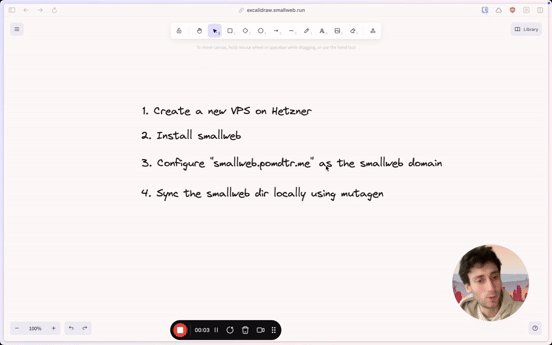 excalidraw.smallweb.run
Library
To move canvas, hold mouse wheel or spacebar while dragging, or use the hand tool
1. Create a new VPS on Hetzner
2. Install smallweb
3. Configure "smallweb.pomdtr.me" as the smallweb domain
4. Sync the smallweb dir locally using mutagen
100%
00:03